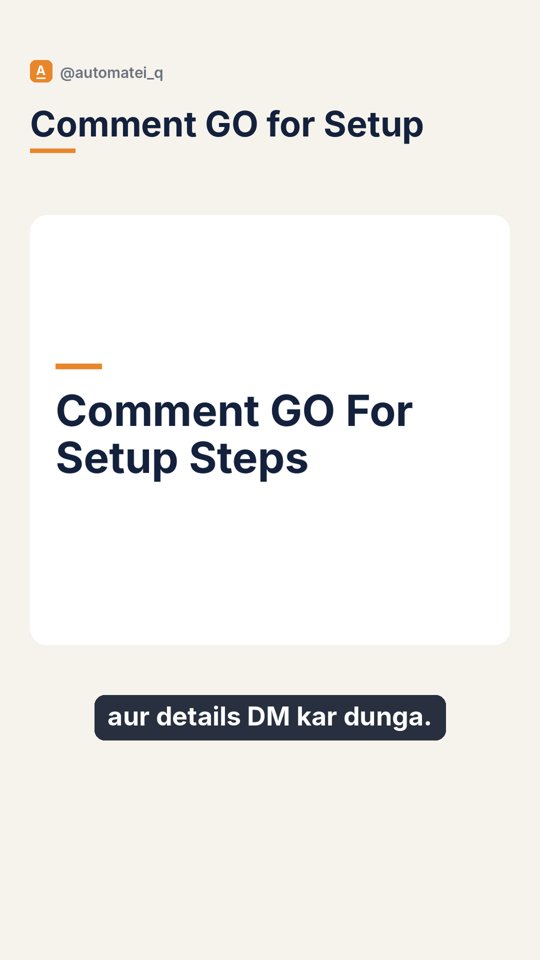 A
@automatei_q
Comment GO for Setup
Comment GO For
Setup Steps
aur details DM kar dunga.